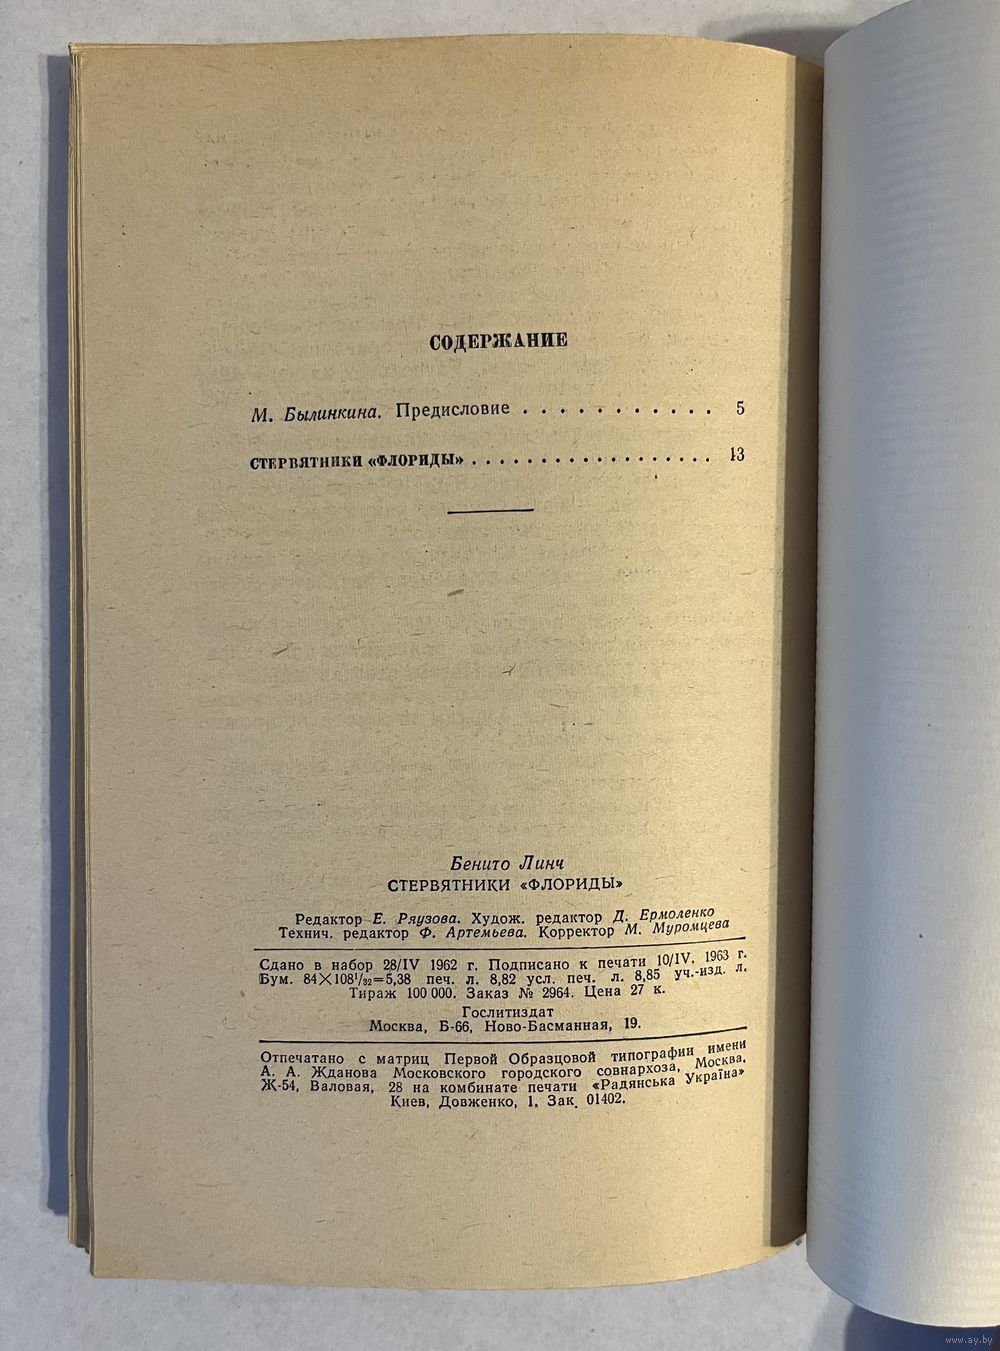 СОДЕРЖАНИЕ
М. Былинкина. Предисловие . . . . . . . . . . . 5
СТЕРВЯТНИКИ «ФЛОРИДЫ» . . . . . . . . . . . . . . . . . . 13
Бенито Линч
СТЕРВЯТНИКИ «ФЛОРИДЫ»
Редактор Е. Ряузова. Худож. редактор Д. Ермоленко
Технич. редактор Ф. Артемьева. Корректор М. Муромцева
Сдано в набор 28/IV 1962 г. Подписано к печати 10/IV. 1963 г.
Бум. 84×108¹/₃₂=5,38 печ. л. 8,82 усл. печ. л. 8,85 уч.-изд. л.
Тираж 100 000. Заказ № 2964. Цена 27 к.
Гослитиздат
Москва, Б-66, Ново-Басманная, 19.
Отпечатано с матриц Первой Образцовой типографии имени
А. А. Жданова Московского городского совнархоза, Москва,
Ж-54, Валовая, 28 на комбинате печати «Радянська Україна»
Киев, Довженко, 1. Зак. 01402.
www.ay.by